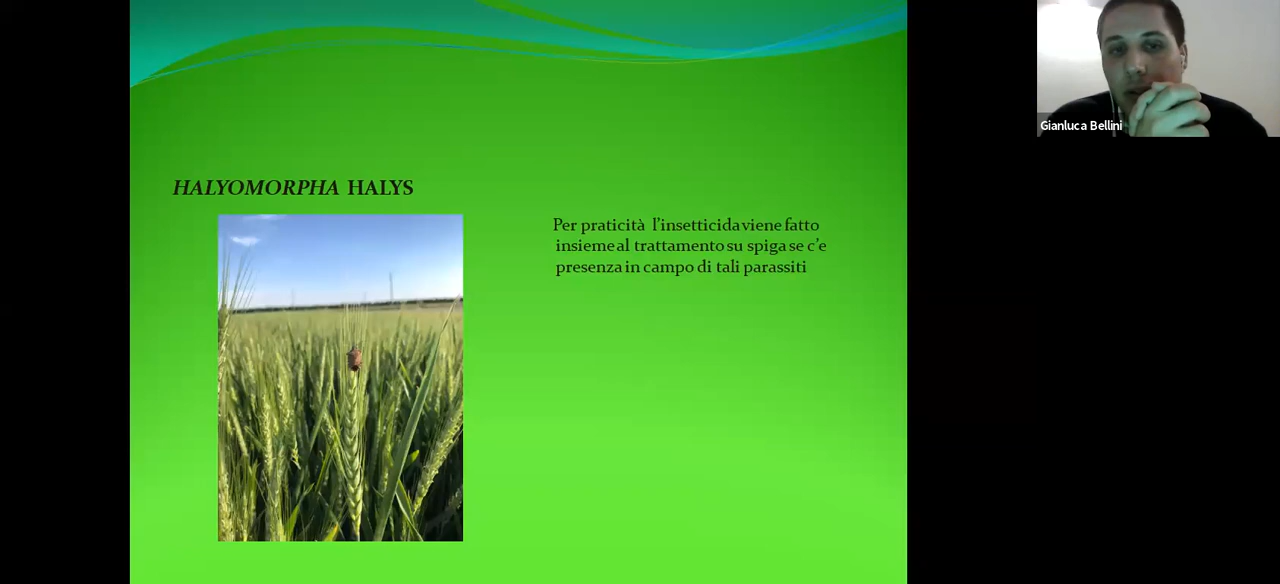 HALYOMORPHA HALYS
Per praticità l'insetticida viene fatto
insieme al trattamento su spiga se c'e
presenza in campo di tali parassiti
Gianluca Bellini